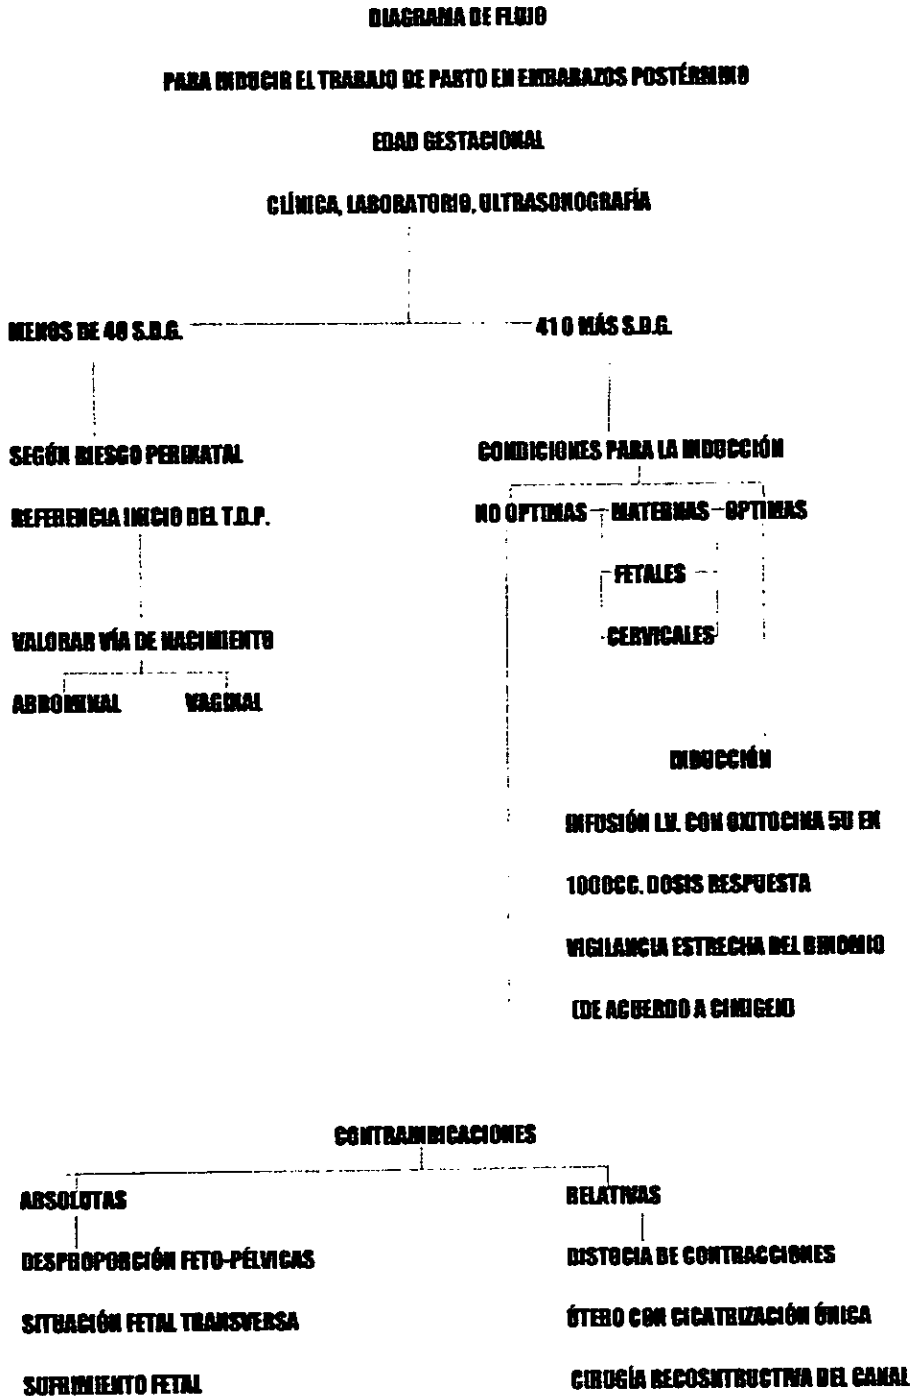 DIAGRAMA DE FLUJO
PARA INDUCIR EL TRABAJO DE PARTO EN EMBARAZOS POSTÉRMINO
EDAD GESTACIONAL
CLÍNICA, LABORATORIO, ULTRASONOGRAFÍA
MENOS DE 40 S.D.G.
41 O MÁS S.D.G.
SEGÚN RIESGO PERINATAL
CONDICIONES PARA LA INDUCCIÓN
REFERENCIA INICIO DEL T.D.P.
NO OPTIMAS MATERNAS OPTIMAS
FETALES
VALORAR VÍA DE NACIMIENTO
CERVICALES
ABDOMINAL VAGINAL
INDUCCIÓN
INFUSIÓN I.V. CON OXITOCINA 5U EN
1000CC. DOSIS RESPUESTA
VIGILANCIA ESTRECHA DEL BINOMIO
(DE ACUERDO A CIMIGEN)
CONTRAINDICACIONES
ABSOLUTAS
RELATIVAS
DESPROPORCIÓN FETO-PÉLVICAS
DISTOCIA DE CONTRACCIONES
SITUACIÓN FETAL TRANSVERSA
ÚTERO CON CICATRIZACIÓN ÚNICA
SUFRIMIENTO FETAL
CIRUGÍA RECOSNTRUCTIVA DEL CANAL